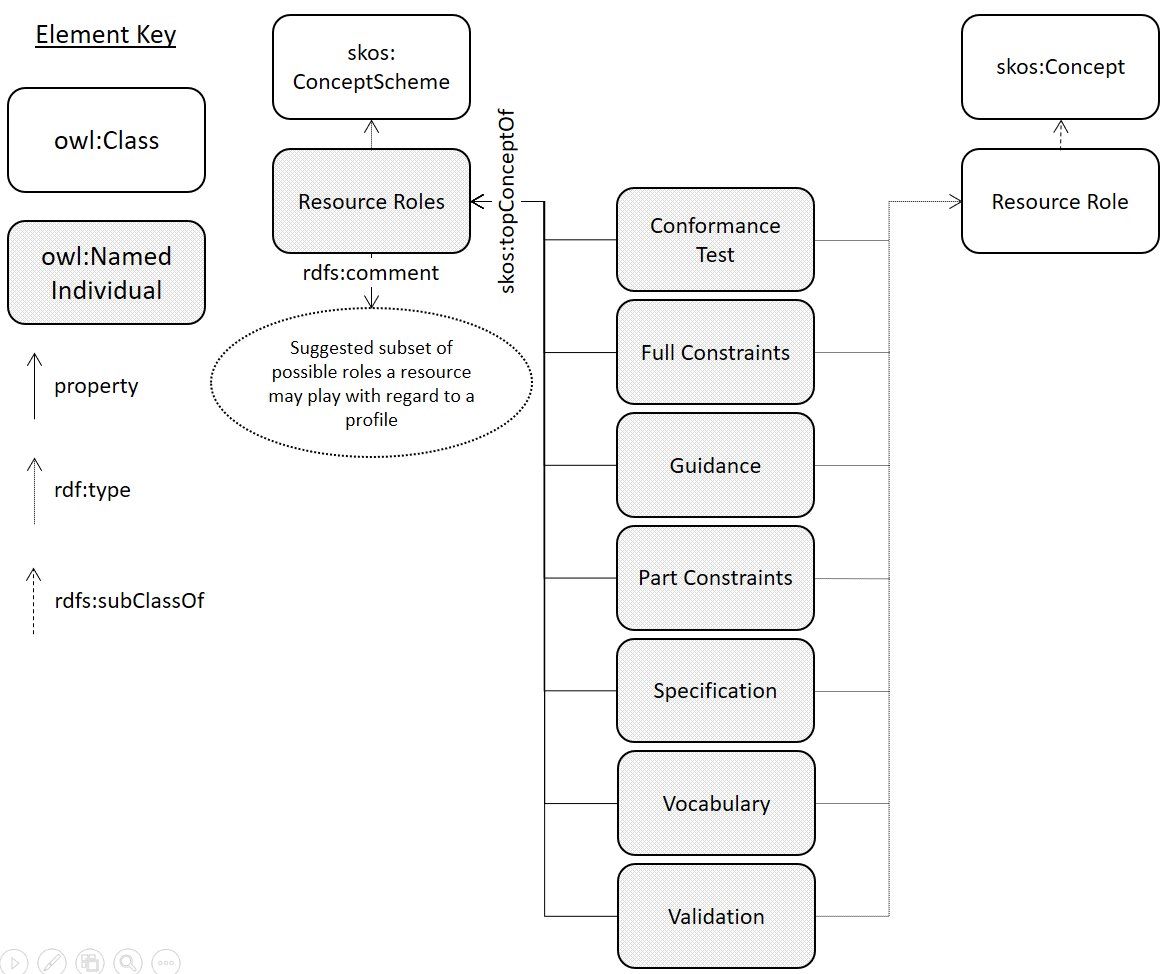 Element Key
owl:Class
owl:Named
Individual
property
rdf:type
rdfs:subClassOf
skos:
ConceptScheme
Resource Roles
rdfs:comment
Suggested subset of
possible roles a resource
may play with regard to a
profile
skos:topConceptOf
Conformance
Test
Full Constraints
Guidance
Part Constraints
Specification
Vocabulary
Validation
skos:Concept
Resource Role